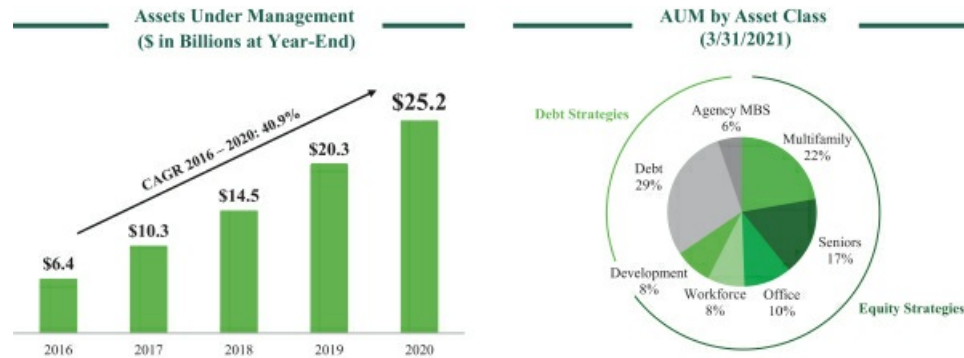 Assets Under Management
($ in Billions at Year-End)
CAGR 2016 – 2020: 40.9%
$6.4
$10.3
$14.5
$20.3
$25.2
2016
2017
2018
2019
2020
AUM by Asset Class
(3/31/2021)
Debt Strategies
Agency MBS
6%
Multifamily
22%
Debt
29%
Seniors
17%
Development
8%
Workforce
8%
Office
10%
Equity Strategies